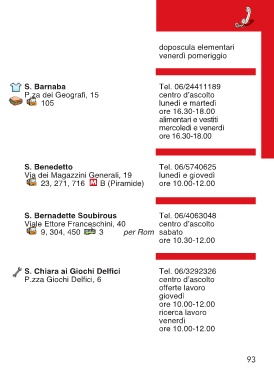 doposcuola elementari
venerdì pomeriggio
S. Barnaba
P.za dei Geografi, 15
105
Tel. 06/24411189
centro d'ascolto
lunedì e martedì
ore 16.30-18.00
alimentari e vestiti
mercoledì e venerdì
ore 16.30-18.00
S. Benedetto
Via dei Magazzini Generali, 19
23, 271, 716 M B (Piramide)
Tel. 06/5740625
lunedì e giovedì
ore 10.00-12.00
S. Bernadette Soubirous
Viale Ettore Franceschini, 40
9, 304, 450 3 per Rom
Tel. 06/4063048
centro d'ascolto
sabato
ore 10.30-12.00
S. Chiara ai Giochi Delfici
P.zza Giochi Delfici, 6
Tel. 06/3292326
centro d'ascolto
offerte lavoro
giovedì
ore 10.00-12.00
ricerca lavoro
venerdì
ore 10.00-12.00
93